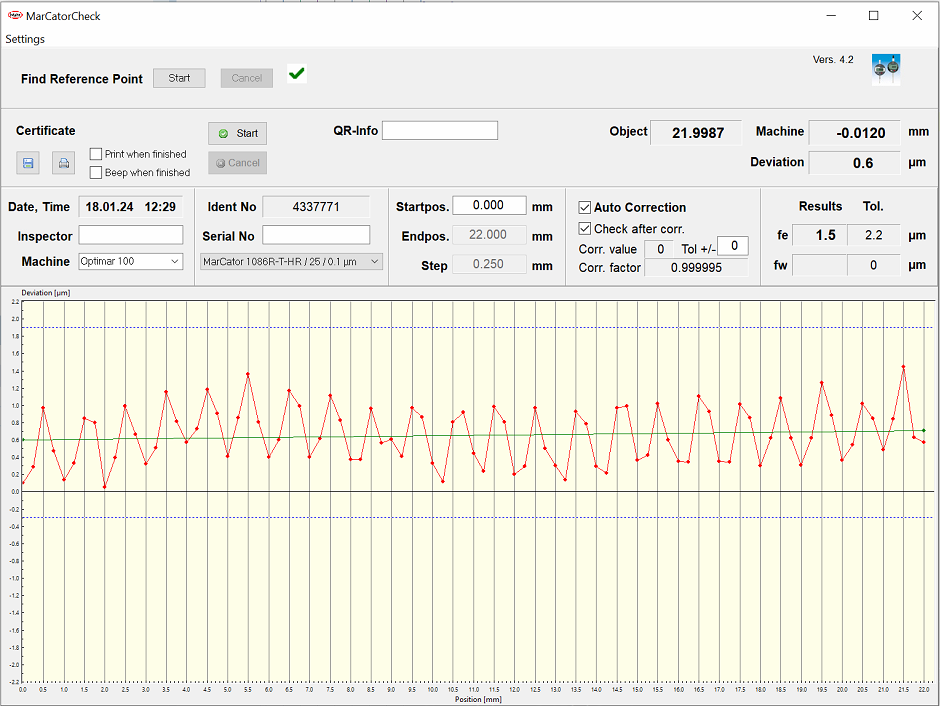 MarCatorCheck
Settings
Find Reference Point Start Cancel Vers. 4.2
Certificate Start QR-Info Object 21.9987 Machine -0.0120 mm
Print when finished Cancel Deviation 0.6 µm
Beep when finished
Date, Time 18.01.24 12:29 Ident No 4337771 Startpos. 0.000 mm Auto Correction Results Tol.
Inspector Serial No Endpos. 22.000 mm Check after corr. fe 1.5 2.2 µm
Machine Optimar 100 MarCator 1086R-T-HR / 25 / 0.1 µm Step 0.250 mm Corr. value 0 Tol +/- 0
Corr. factor 0.999995 fw 0 µm
Deviation [µm]
2.2
2.0
1.8
1.6
1.4
1.2
1.0
0.8
0.6
0.4
0.2
0.0
-0.2
-0.4
-0.6
-0.8
-1.0
-1.2
-1.4
-1.6
-1.8
-2.0
-2.2
0.0 0.5 1.0 1.5 2.0 2.5 3.0 3.5 4.0 4.5 5.0 5.5 6.0 6.5 7.0 7.5 8.0 8.5 9.0 9.5 10.0 10.5 11.0 11.5 12.0 12.5 13.0 13.5 14.0 14.5 15.0 15.5 16.0 16.5 17.0 17.5 18.0 18.5 19.0 19.5 20.0 20.5 21.0 21.5 22.0
Position [mm]